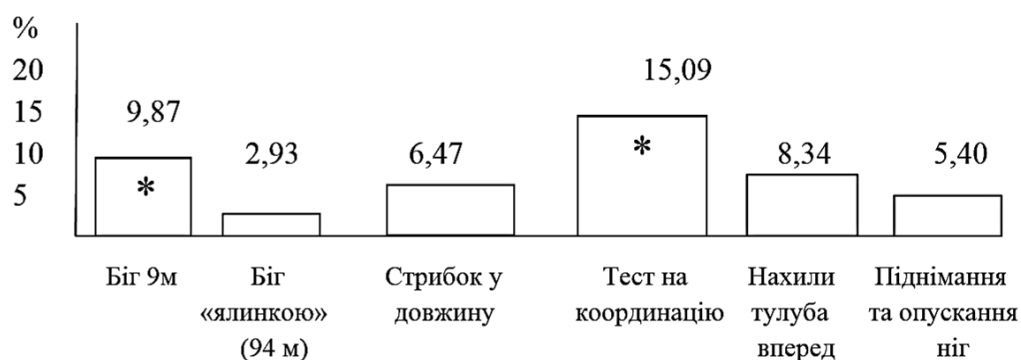 %
20
15
10
5
9,87
*
2,93
6,47
15,09
*
8,34
5,40
Біг 9м
Біг
«ялинкою»
(94 м)
Стрибок у
довжину
Тест на
координацію
Нахили
тулуба
вперед
Піднімання
та опускання
ніг